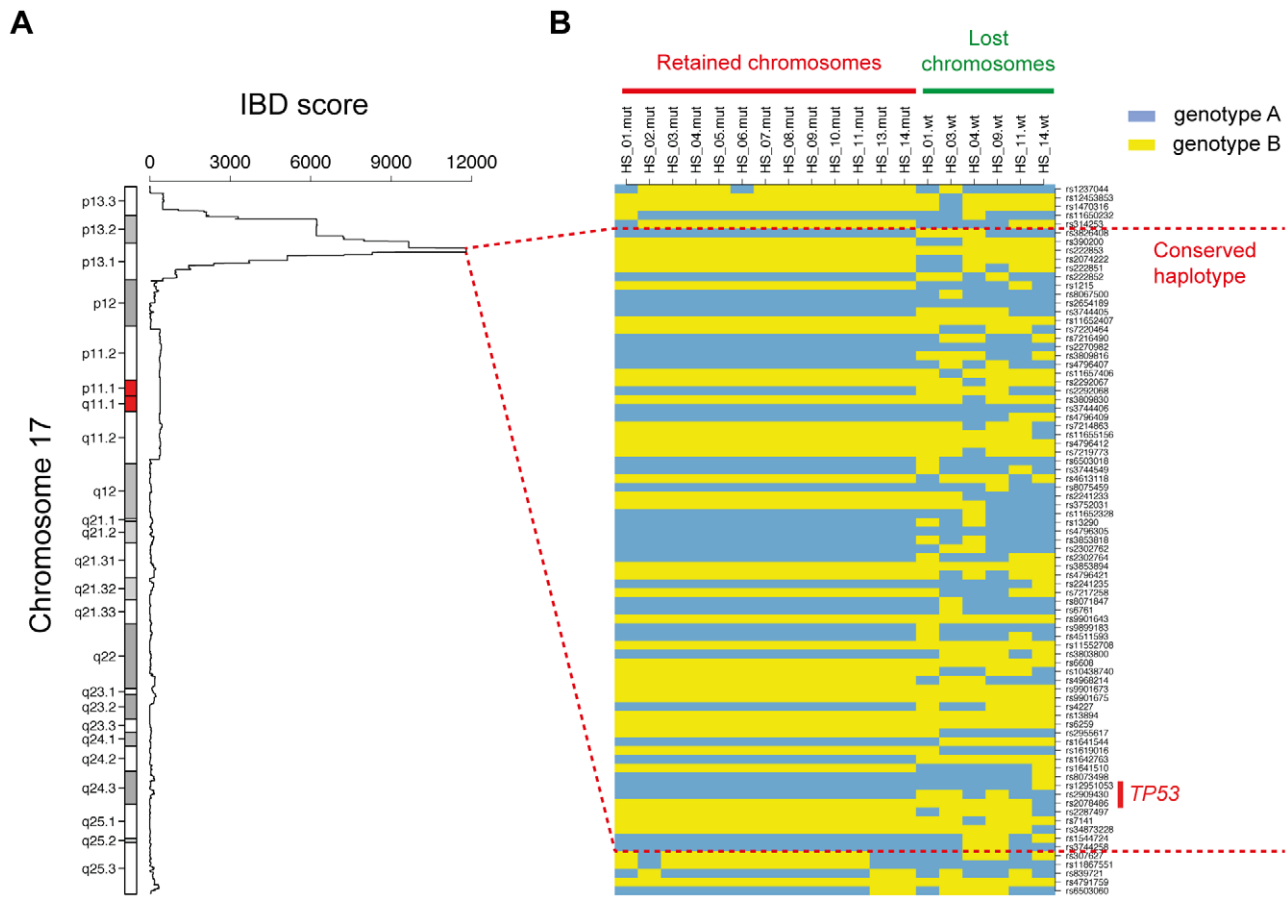 A
B
IBD score
0 3000 6000 9000 12000
Chromosome 17
p13.3
p13.2
p13.1
p12
p11.2
p11.1
q11.1
q11.2
q12
q21.1
q21.2
q21.31
q21.32
q21.33
q22
q23.1
q23.2
q23.3
q24.1
q24.2
q24.3
q25.1
q25.2
q25.3
Retained chromosomes
Lost
chromosomes
HS_01.mut
HS_02.mut
HS_03.mut
HS_04.mut
HS_05.mut
HS_06.mut
HS_07.mut
HS_08.mut
HS_09.mut
HS_10.mut
HS_11.mut
HS_13.mut
HS_14.mut
HS_01.wt
HS_03.wt
HS_04.wt
HS_09.wt
HS_11.wt
HS_14.wt
genotype A
genotype B
rs1237044
rs12453853
rs1470316
rs11650232
rs314253
rs3826408
rs390200
rs222853
rs2074222
rs222851
rs222852
rs1215
rs8067500
rs2654189
rs3744405
rs11652407
rs7220464
rs7216490
rs2270982
rs3809816
rs4796407
rs11657406
rs2292067
rs2292068
rs3809830
rs3744406
rs4796409
rs7214863
rs11655156
rs4796412
rs7219773
rs6503018
rs3744549
rs4613118
rs8075459
rs2241233
rs3752031
rs11652328
rs13290
rs4796305
rs3853818
rs2302762
rs2302764
rs3853894
rs4796421
rs2241235
rs7217258
rs8071847
rs6761
rs9901643
rs9899183
rs4511593
rs11552708
rs3803800
rs6608
rs10438740
rs4968214
rs9901673
rs9901675
rs4227
rs13894
rs6259
rs2955617
rs1641544
rs1619016
rs1642763
rs1641510
rs8073498
rs12951053
rs2909430
rs2078486
rs2287497
rs7141
rs34873228
rs1544724
rs3744258
rs307627
rs11867551
rs839721
rs4791759
rs6503060
Conserved
haplotype
TP53